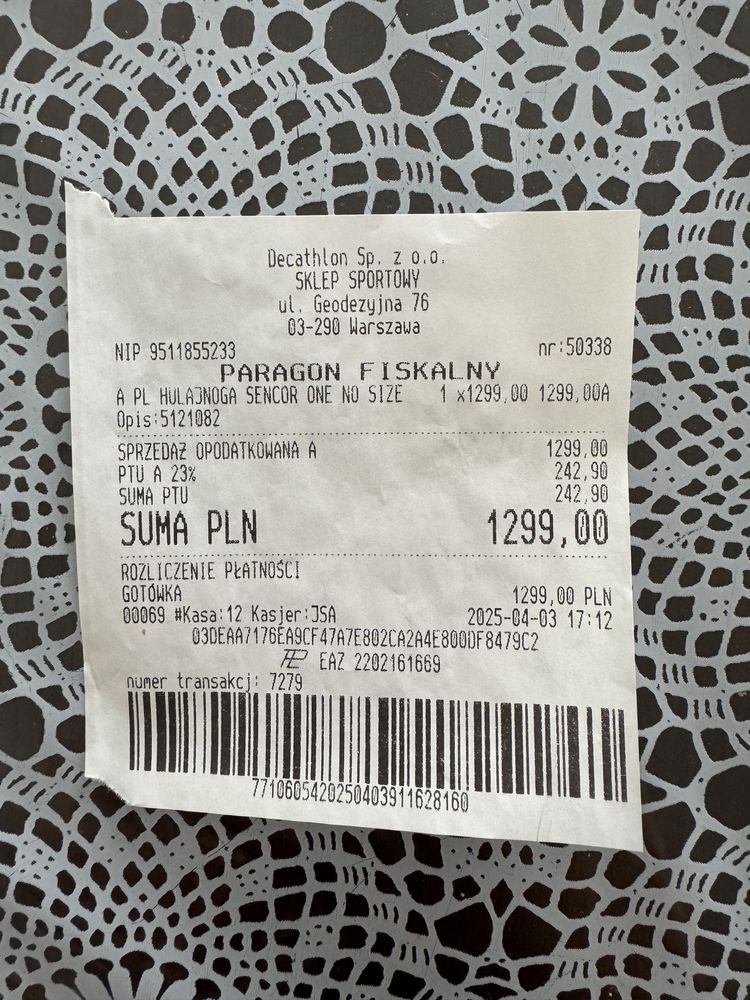 Decathlon Sp. z o.o.
SKLEP SPORTOWY
ul. Geodezyjna 76
03-290 Warszawa
NIP 9511855233 nr:50338
PARAGON FISKALNY
A PL HULAJNOGA SENCOR ONE NO SIZE 1 x1299,00 1299,00A
Opis:5121082
SPRZEDAŻ OPODATKOWANA A 1299,00
PTU A 23% 242,90
SUMA PTU 242,90
SUMA PLN 1299,00
ROZLICZENIE PŁATNOŚCI
GOTÓWKA 1299,00 PLN
00069 #Kasa:12 Kasjer:JSA 2025-04-03 17:12
03DEAA7176EA9CF47A7E802CA2A4E800DF8479C2
EAZ 2202161669
numer transakcj: 7279
7710605420250403911628160